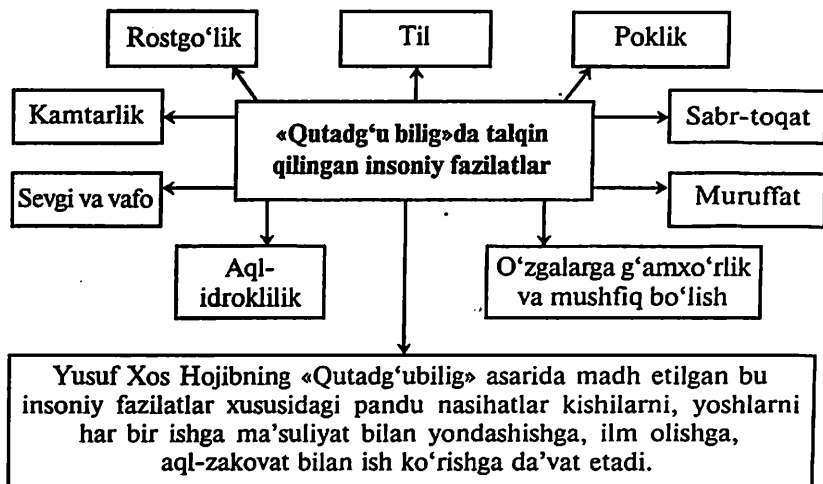 Rostgo‘lik
Til
Poklik
Kamtarlik
«Qutadg‘u bilig»da talqin
qilingan insoniy fazilatlar
Sabr-toqat
Sevgi va vafo
Muruffat
Aql-
idroklilik
O‘zgalarga g‘amxo‘rlik
va mushfiq bo‘lish
Yusuf Xos Hojibning «Qutadg‘ubilig» asarida madh etilgan bu
insoniy fazilatlar xususidagi pandu nasihatlar kishilarni, yoshlarni
har bir ishga ma’suliyat bilan yondashishga, ilm olishga,
aql-zakovat bilan ish ko‘rishga da’vat etadi.